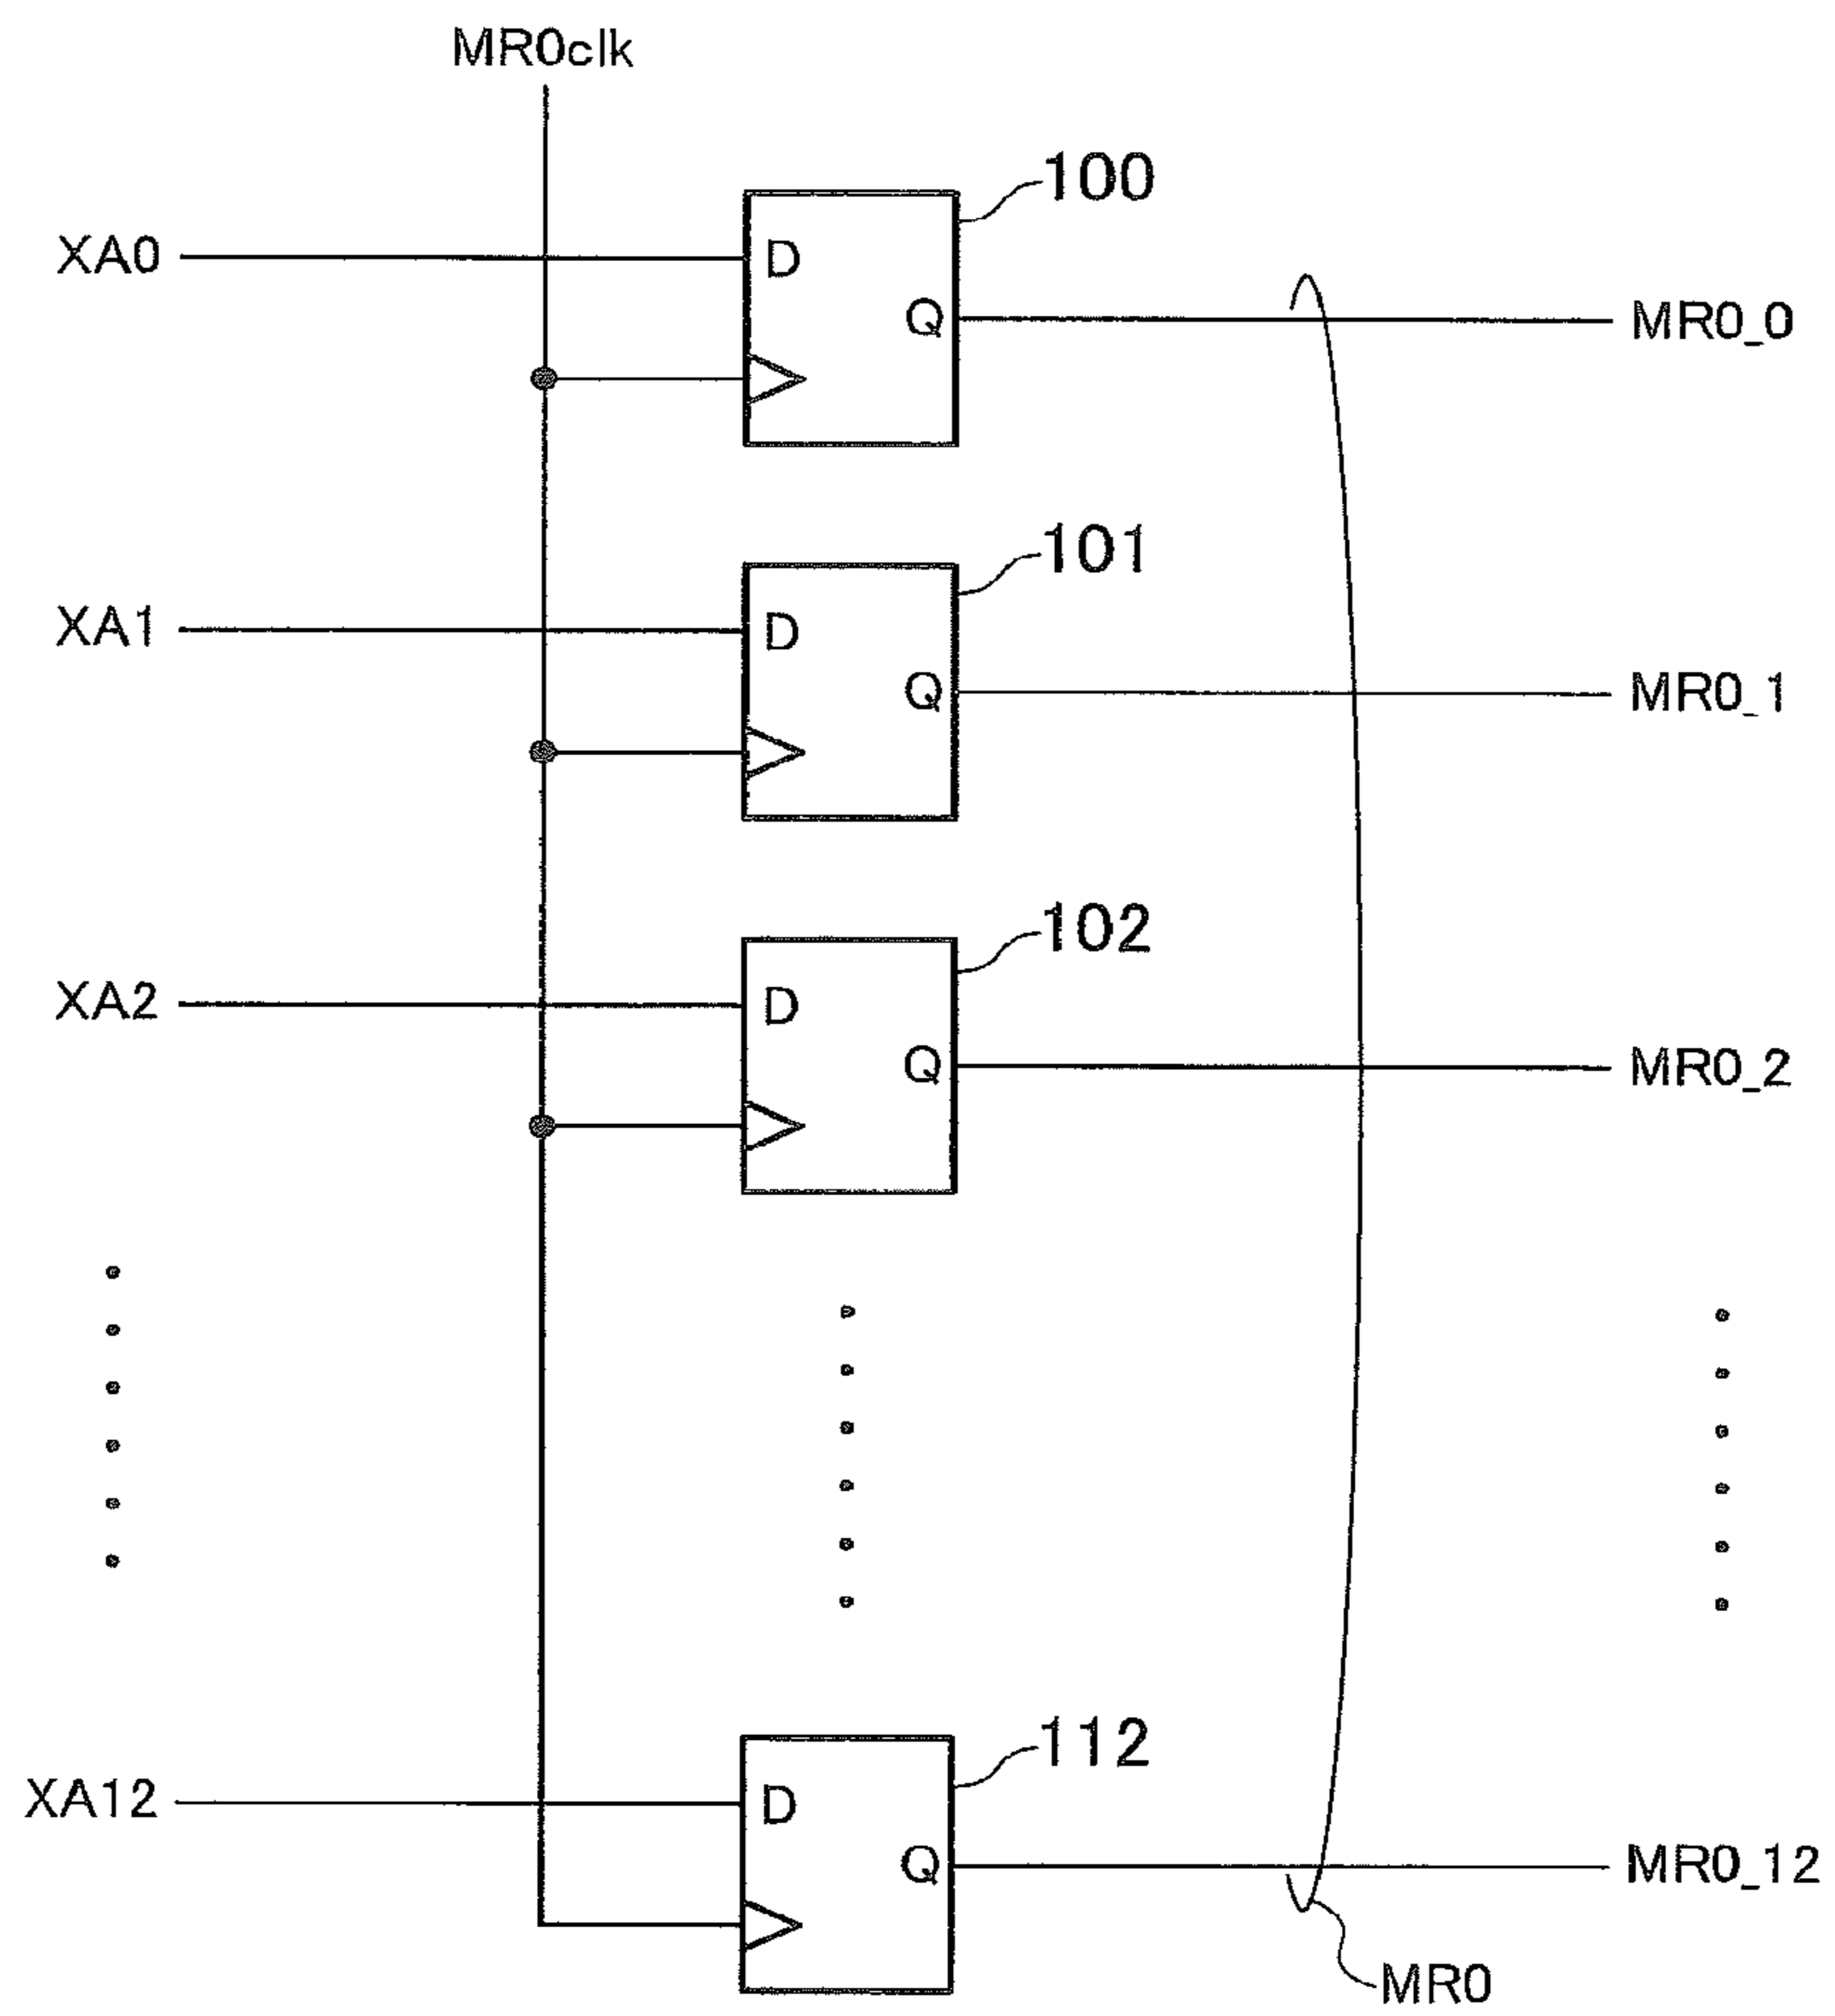 MR0clk
100
XA0
D
Q
MR0_0
101
XA1
D
Q
MR0_1
102
XA2
D
Q
MR0_2
112
XA12
D
Q
MR0_12
MR0